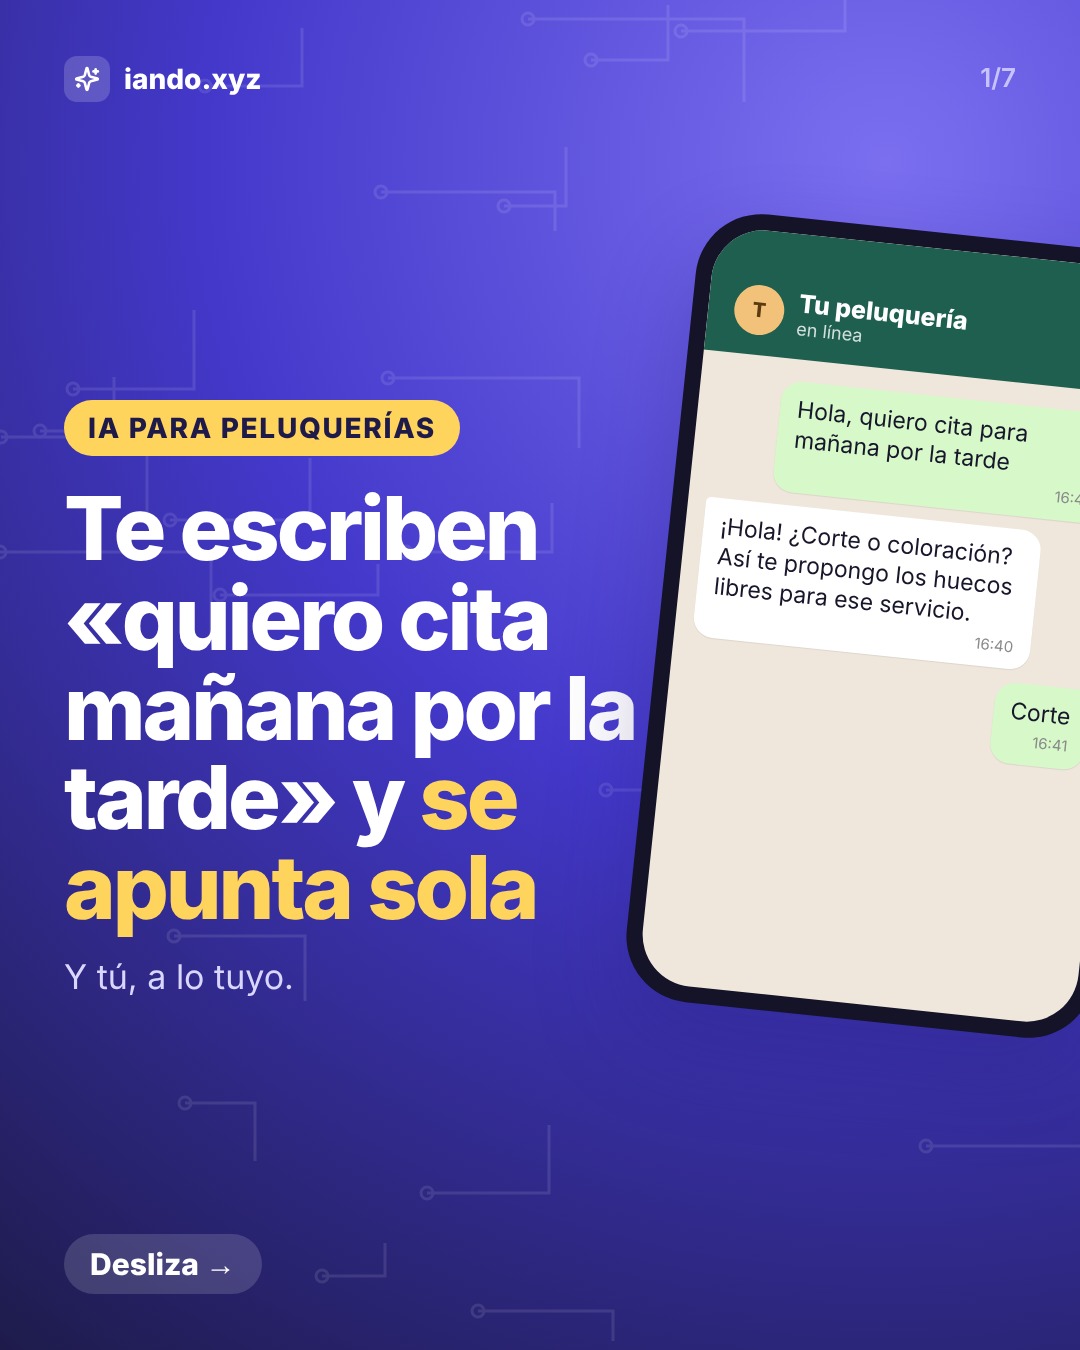 iando.xyz
1/7
IA PARA PELUQUERÍAS
Te escriben
«quiero cita
mañana por la
tarde» y se
apunta sola
Y tú, a lo tuyo.
T
Tu peluquería
en línea
Hola, quiero cita para
mañana por la tarde
¡Hola! ¿Corte o coloración?
Así te propongo los huecos
libres para ese servicio.
16:40
Corte
16:41
Desliza →